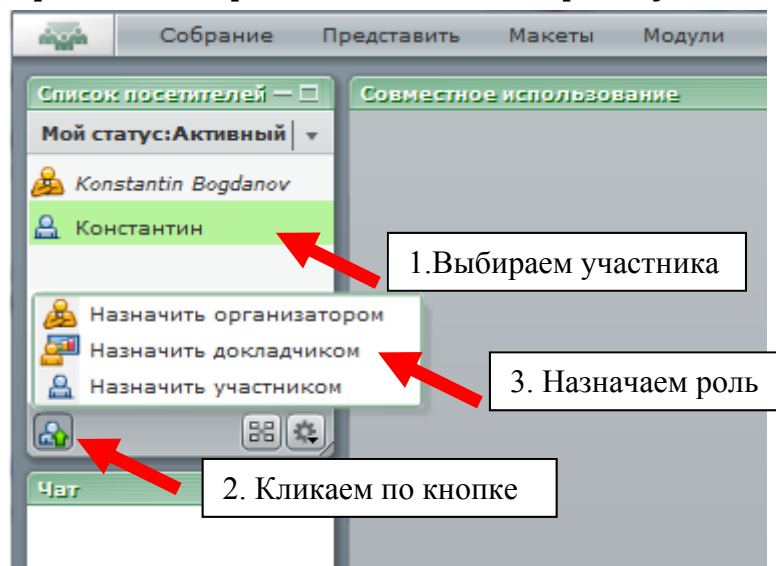 Собрание Представить Макеты Модули
Список посетителей Совместное использование
Мой статус:Активный
Konstantin Bogdanov
Константин
1.Выбираем участника
Назначить организатором
Назначить докладчиком
Назначить участником
3. Назначаем роль
2. Кликаем по кнопке
Чат